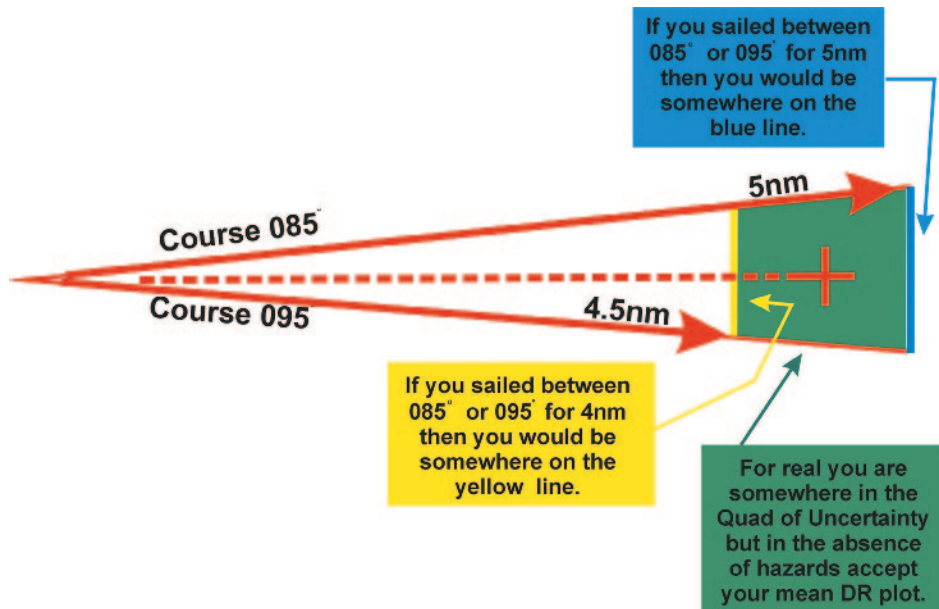 If you sailed between
085° or 095° for 5nm
then you would be
somewhere on the
blue line.
5nm
Course 085°
Course 095°
4.5nm
If you sailed between
085° or 095° for 4nm
then you would be
somewhere on the
yellow line.
For real you are
somewhere in the
Quad of Uncertainty
but in the absence
of hazards accept
your mean DR plot.